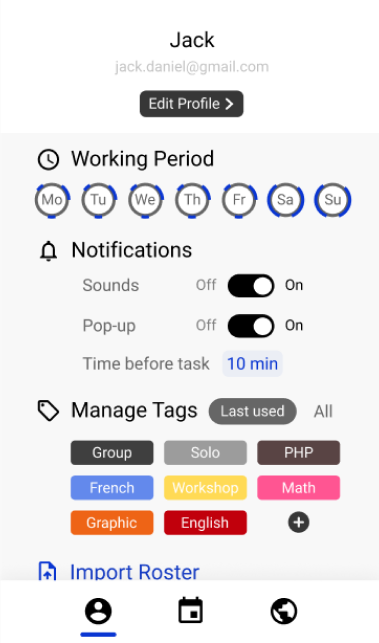 Jack
jack.daniel@gmail.com
Edit Profile
Working Period
Mo Tu We Th Fr Sa Su
Notifications
Sounds Off On
Pop-up Off On
Time before task 10 min
Manage Tags Last used All
Group Solo PHP
French Workshop Math
Graphic English
Import Roster